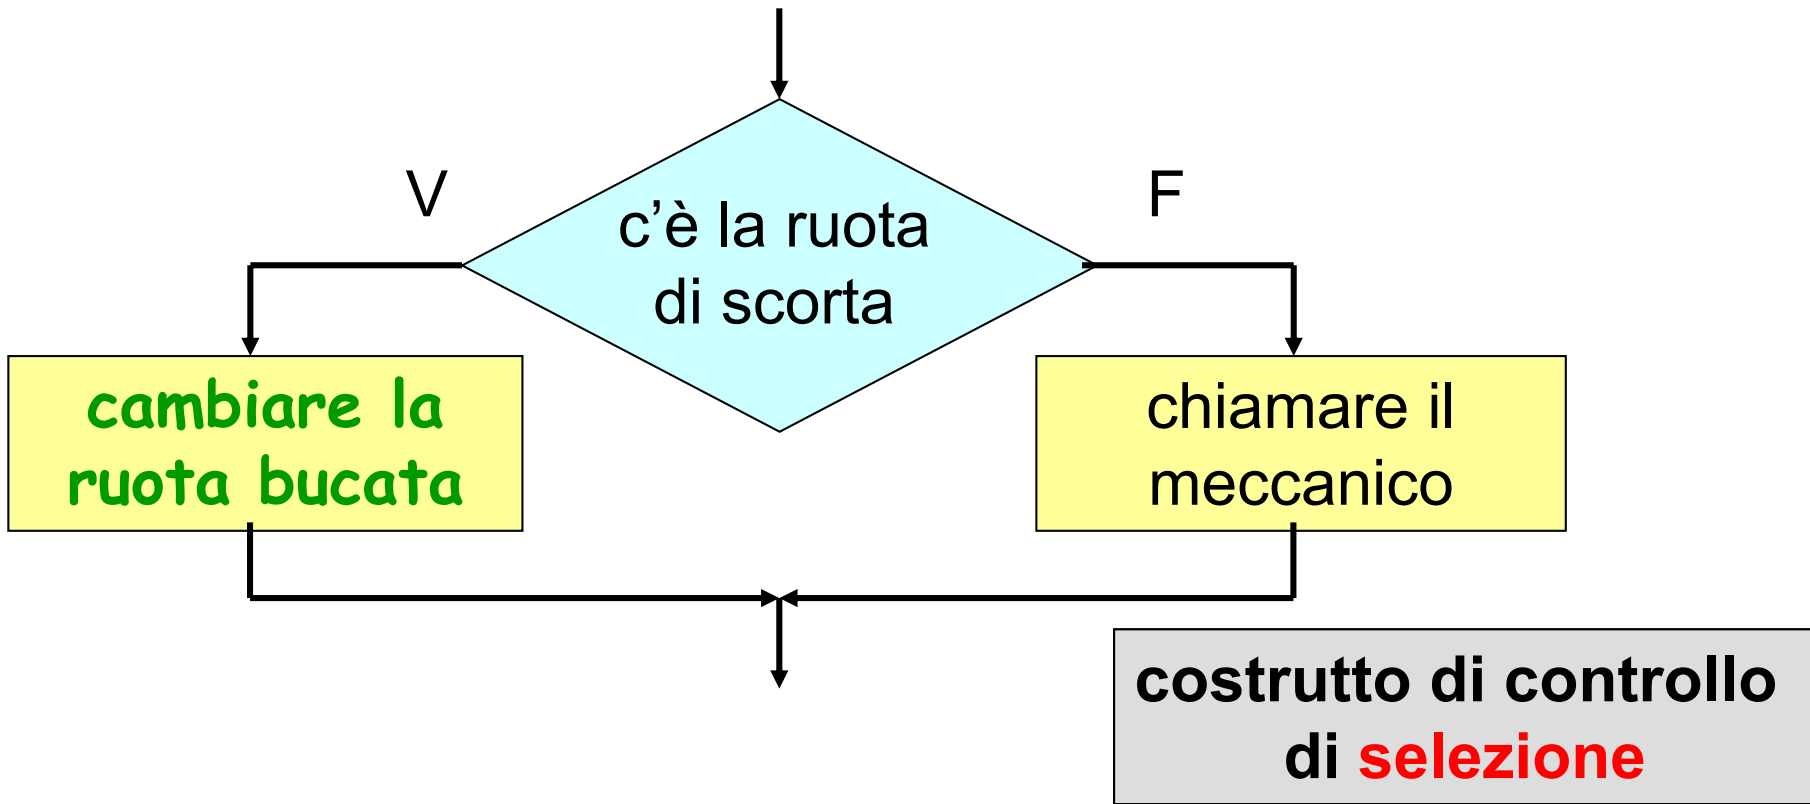 V
F
c’è la ruota
di scorta
cambiare la
ruota bucata
chiamare il
meccanico
costrutto di controllo
di selezione